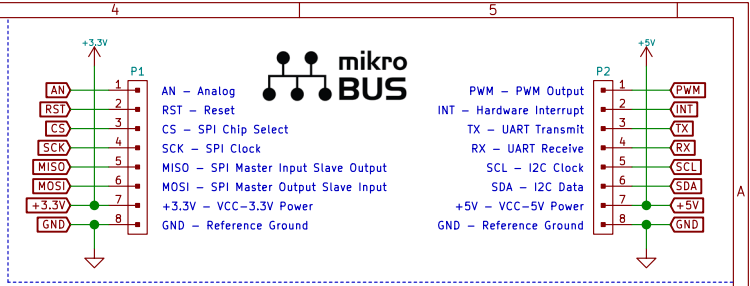 4 5
+3.3V +5V
mikro
BUS
P1 P2
AN 1 AN – Analog PWM – PWM Output 1 PWM
RST 2 RST – Reset INT – Hardware Interrupt 2 INT
CS 3 CS – SPI Chip Select TX – UART Transmit 3 TX
SCK 4 SCK – SPI Clock RX – UART Receive 4 RX
MISO 5 MISO – SPI Master Input Slave Output SCL – I2C Clock 5 SCL
MOSI 6 MOSI – SPI Master Output Slave Input SDA – I2C Data 6 SDA
+3.3V 7 +3.3V – VCC-3.3V Power +5V – VCC-5V Power 7 +5V
GND 8 GND – Reference Ground GND – Reference Ground 8 GND
A